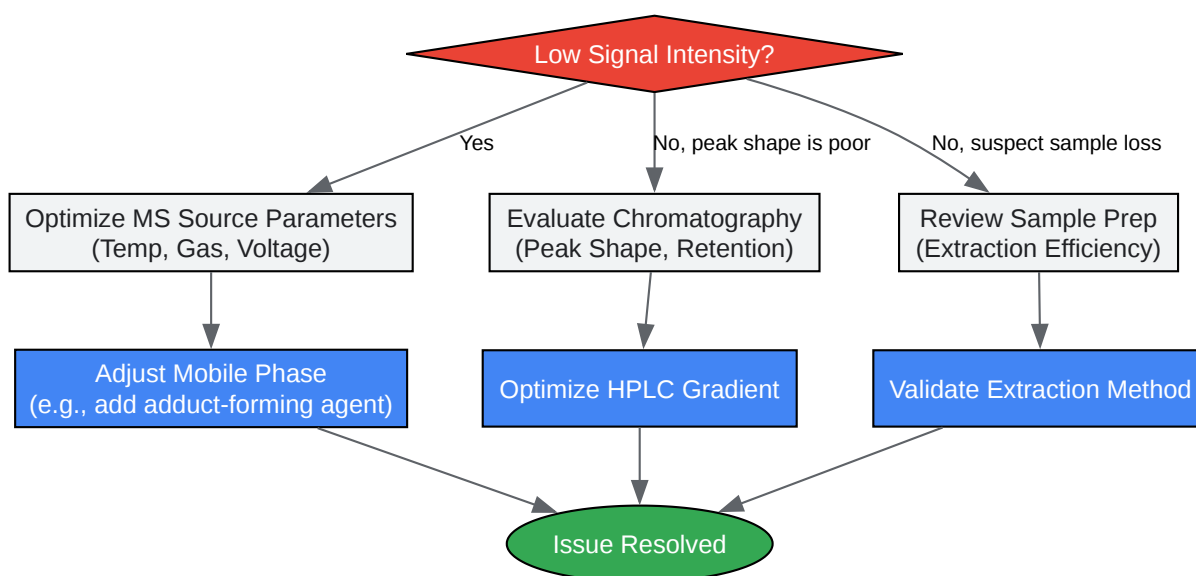 Low Signal Intensity?
Yes
No, peak shape is poor
No, suspect sample loss
Optimize MS Source Parameters
(Temp, Gas, Voltage)
Evaluate Chromatography
(Peak Shape, Retention)
Review Sample Prep
(Extraction Efficiency)
Adjust Mobile Phase
(e.g., add adduct-forming agent)
Optimize HPLC Gradient
Validate Extraction Method
Issue Resolved